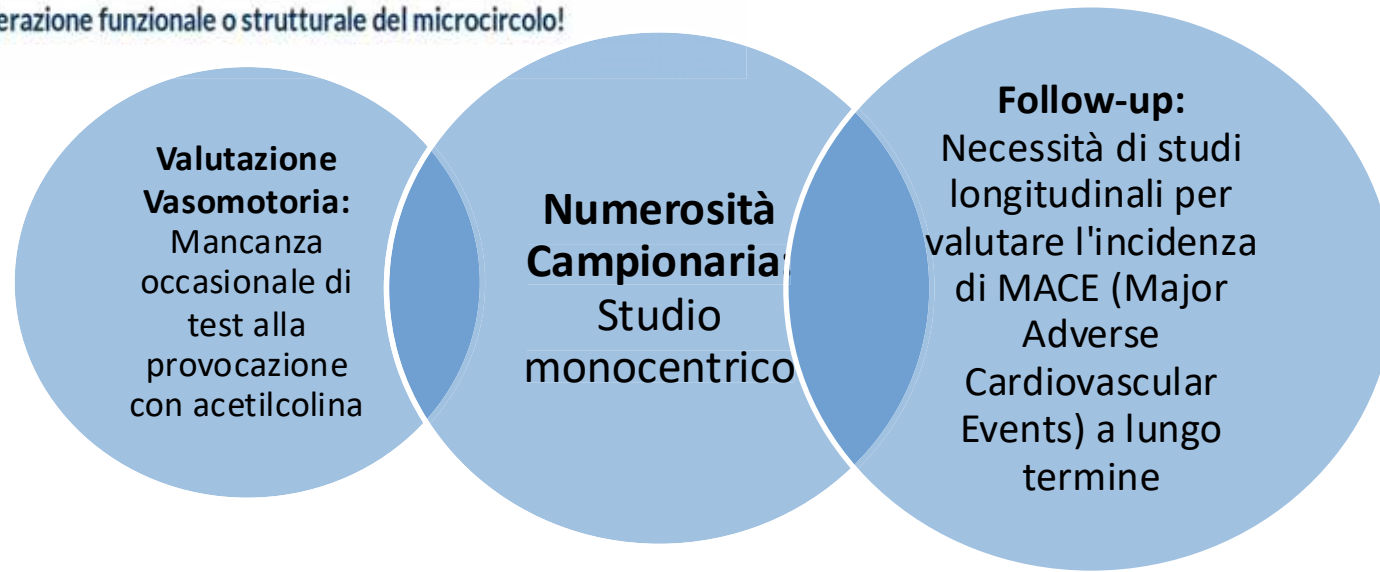 erazione funzionale o strutturale del microcircolo!
Valutazione
Vasomotoria:
Mancanza
occasionale di
test alla
provocazione
con acetilcolina
Numerosità
Campionaria:
Studio
monocentrico
Follow-up:
Necessità di studi
longitudinali per
valutare l'incidenza
di MACE (Major
Adverse
Cardiovascular
Events) a lungo
termine